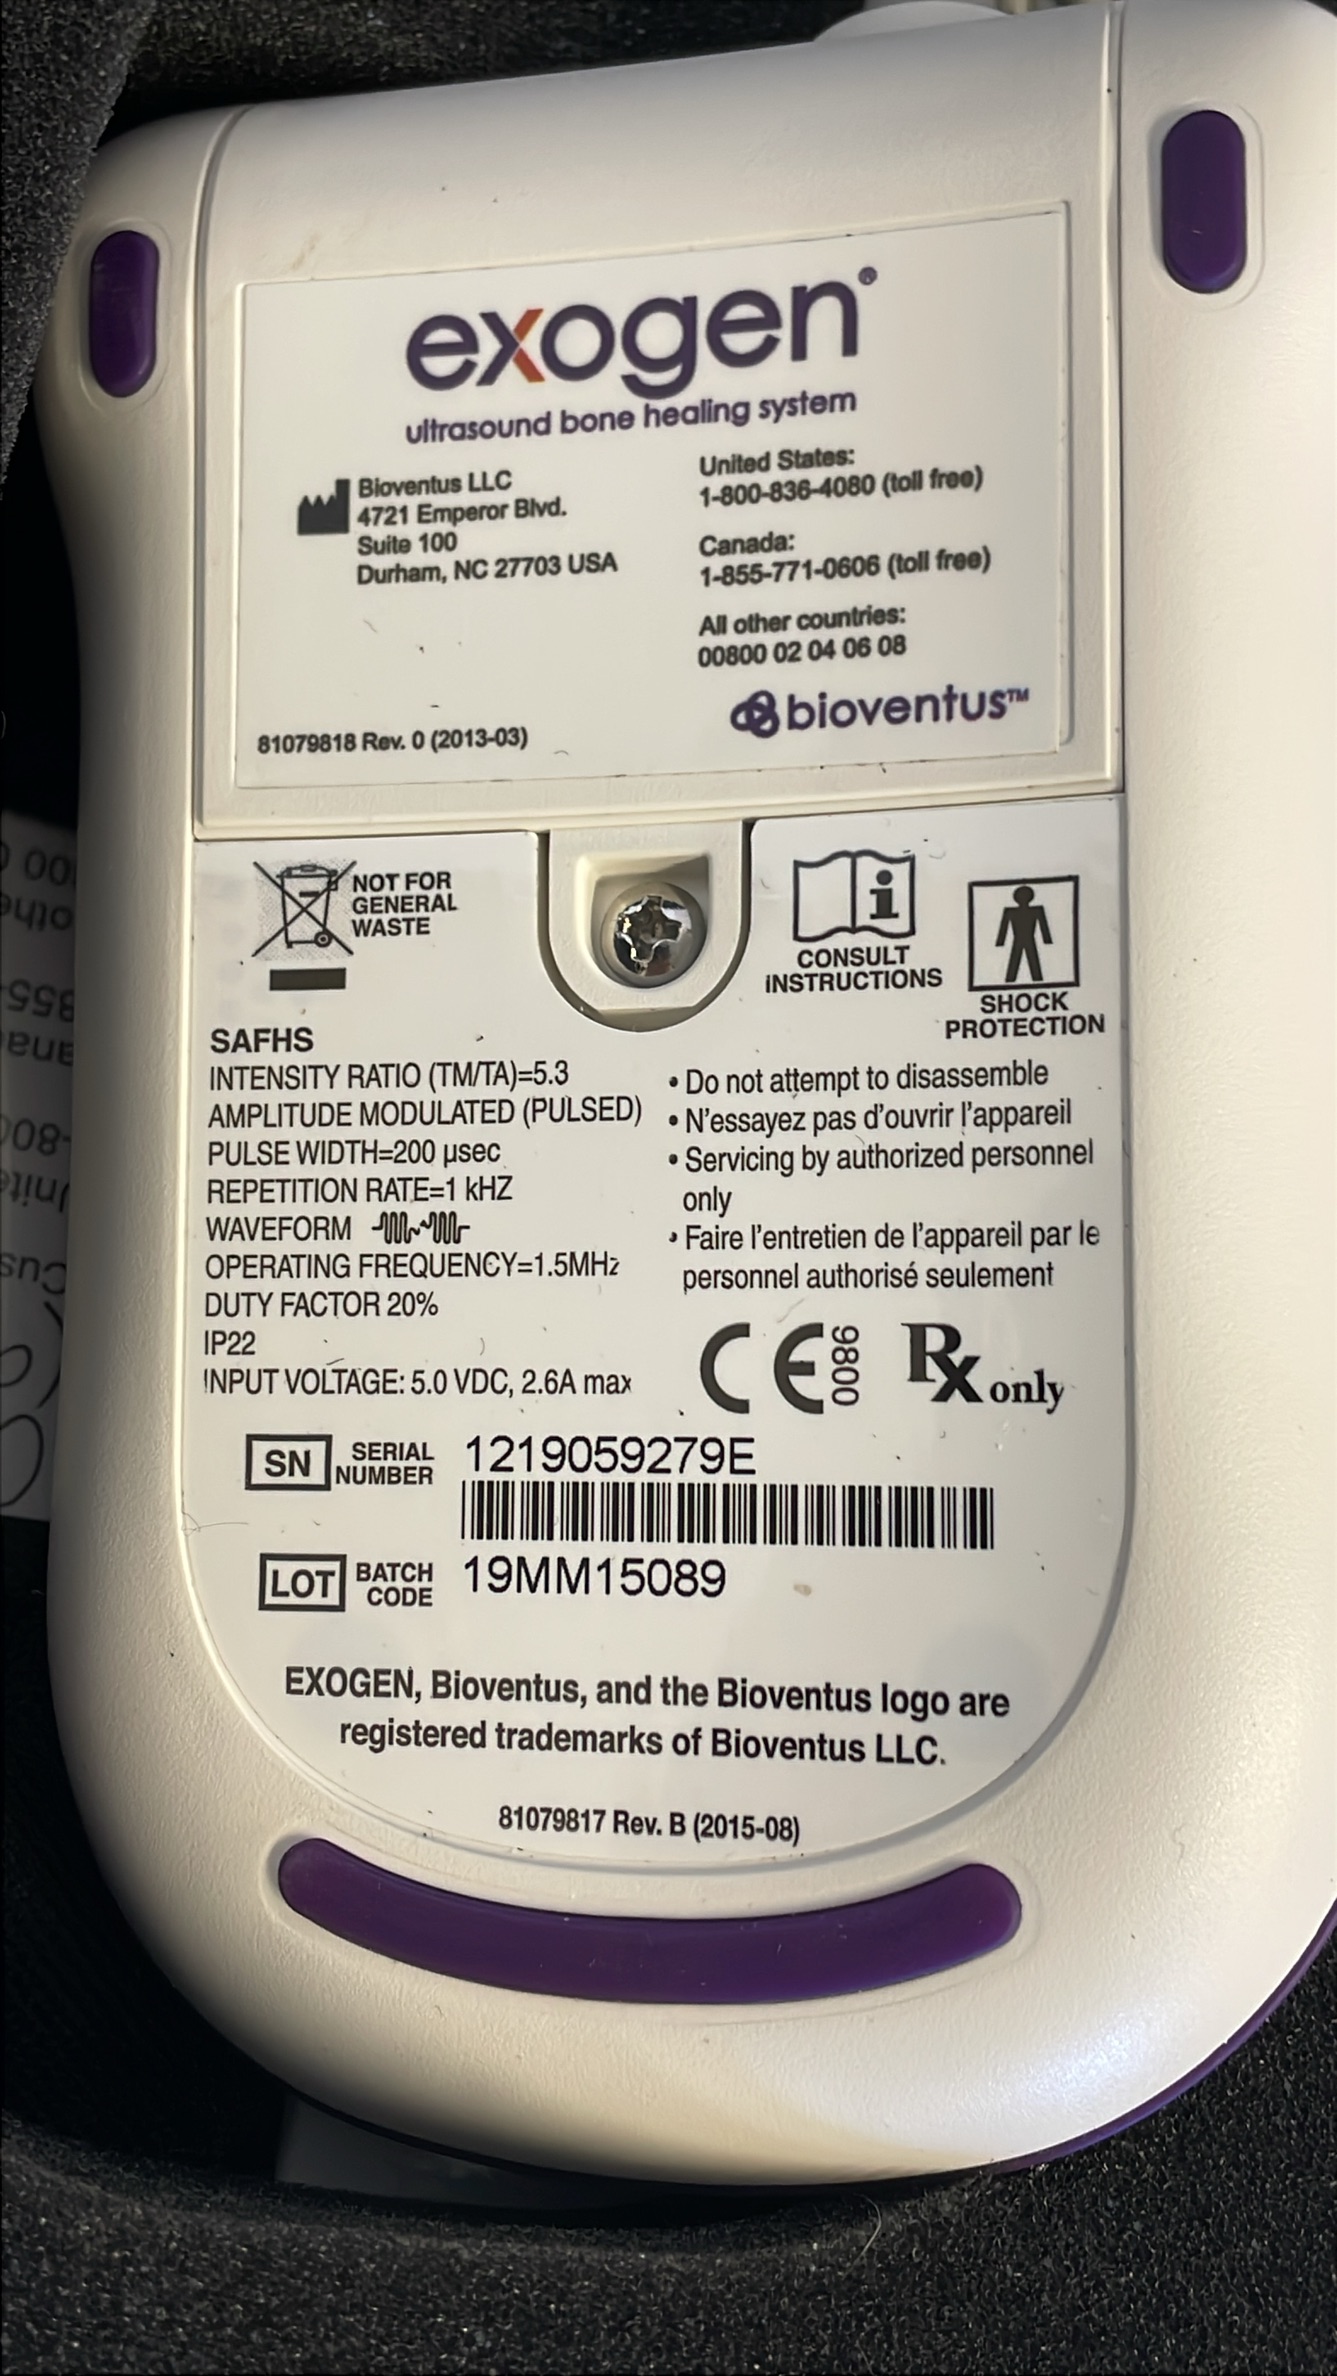 exogen®
ultrasound bone healing system
Bioventus LLC
4721 Emperor Blvd.
Suite 100
Durham, NC 27703 USA
United States:
1-800-836-4080 (toll free)
Canada:
1-855-771-0606 (toll free)
All other countries:
00800 02 04 06 08
bioventus™
81079818 Rev. 0 (2013-03)
NOT FOR
GENERAL
WASTE
CONSULT
INSTRUCTIONS
SHOCK
PROTECTION
SAFHS
INTENSITY RATIO (TM/TA)=5.3
AMPLITUDE MODULATED (PULSED)
PULSE WIDTH=200 µsec
REPETITION RATE=1 kHZ
WAVEFORM
OPERATING FREQUENCY=1.5MHz
DUTY FACTOR 20%
IP22
INPUT VOLTAGE: 5.0 VDC, 2.6A max
• Do not attempt to disassemble
• N'essayez pas d'ouvrir l'appareil
• Servicing by authorized personnel
only
• Faire l'entretien de l'appareil par le
personnel authorisé seulement
CE 0086
Rx only
SN SERIAL
NUMBER
1219059279E
LOT BATCH
CODE
19MM15089
EXOGEN, Bioventus, and the Bioventus logo are
registered trademarks of Bioventus LLC.
81079817 Rev. B (2015-08)